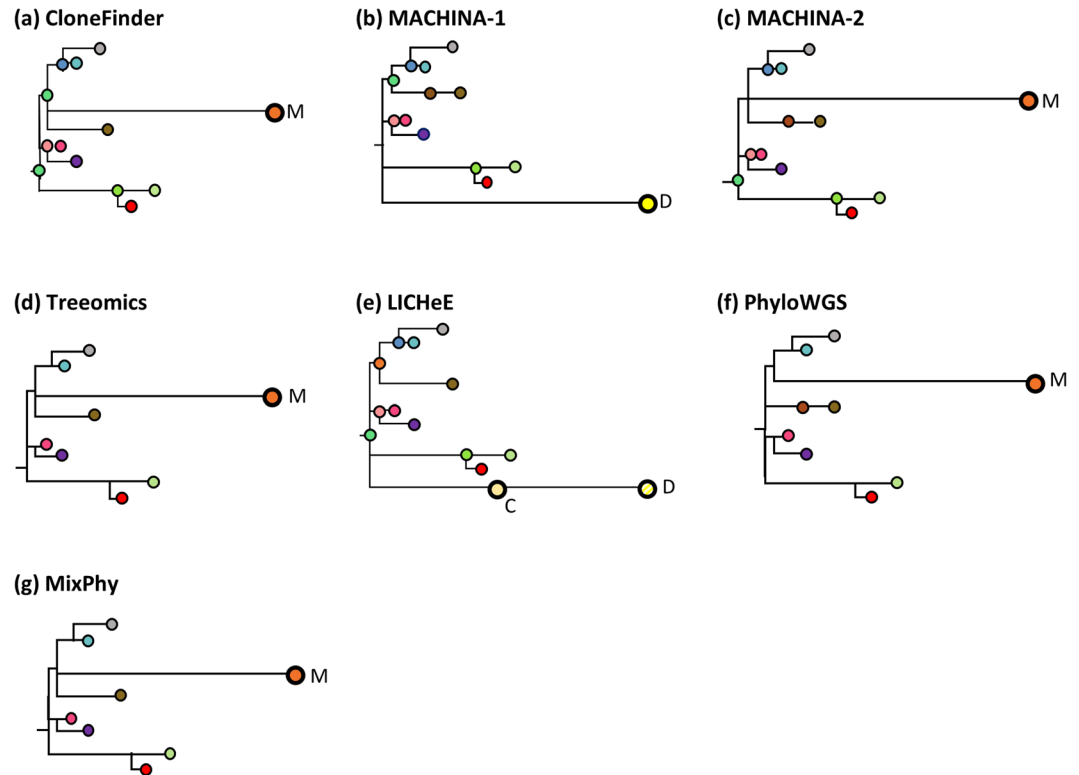 (a) CloneFinder
(b) MACHINA-1
(c) MACHINA-2
M
D
M
(d) Treeomics
(e) LICHeE
(f) PhyloWGS
M
C
D
M
(g) MixPhy
M